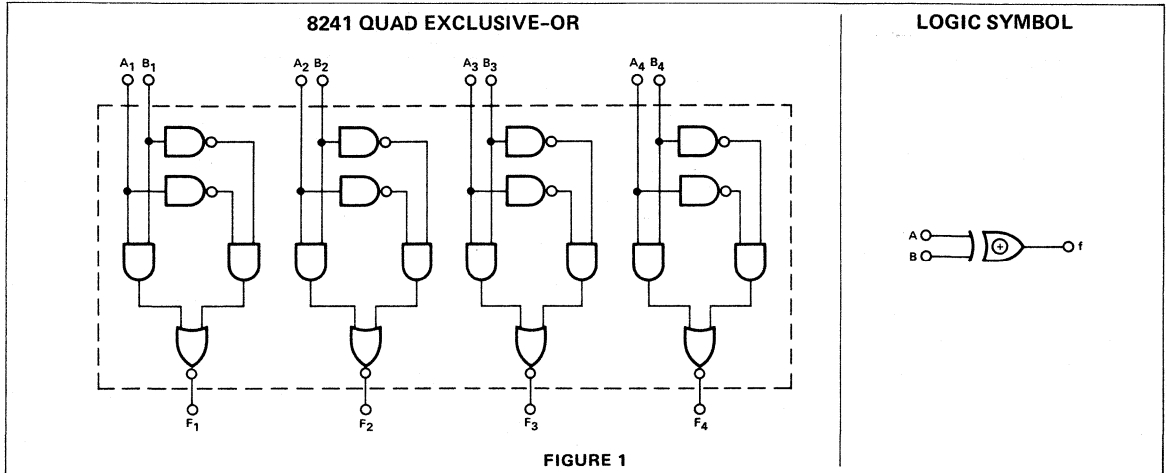 8241 QUAD EXCLUSIVE-OR
LOGIC SYMBOL
A1 B1 A2 B2 A3 B3 A4 B4
A
B
+
f
F1 F2 F3 F4
FIGURE 1